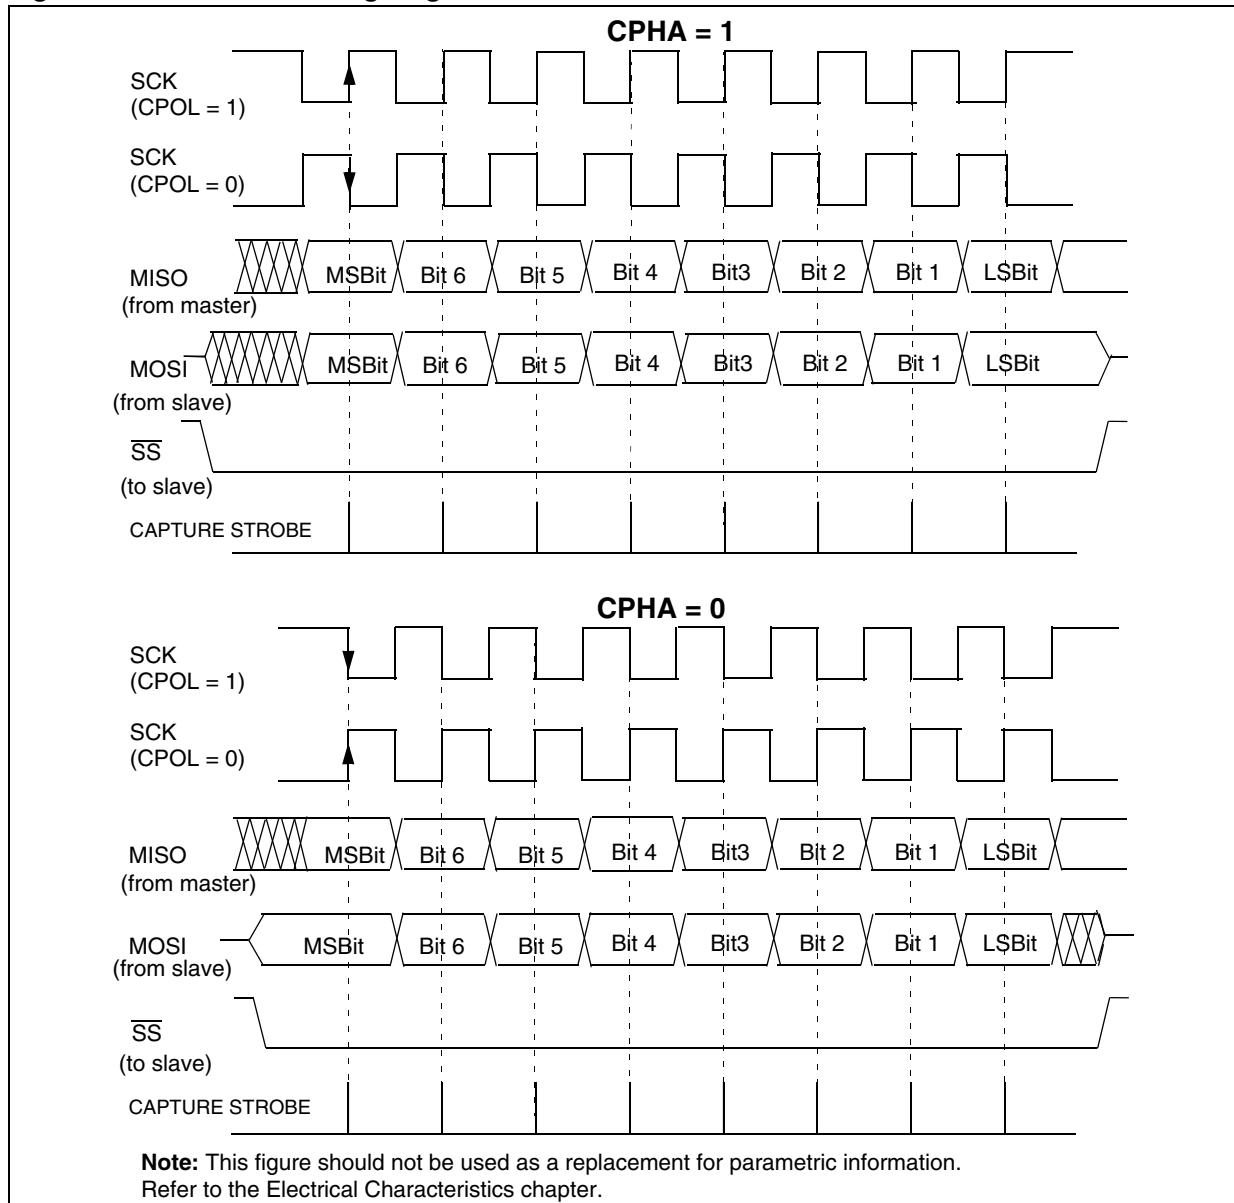 CPHA = 1
SCK
(CPOL = 1)
SCK
(CPOL = 0)
MISO
(from master)
MSBit Bit 6 Bit 5 Bit 4 Bit3 Bit 2 Bit 1 LSBit
MOSI
(from slave)
MSBit Bit 6 Bit 5 Bit 4 Bit3 Bit 2 Bit 1 LSBit
SS
(to slave)
CAPTURE STROBE
CPHA = 0
SCK
(CPOL = 1)
SCK
(CPOL = 0)
MISO
(from master)
MSBit Bit 6 Bit 5 Bit 4 Bit3 Bit 2 Bit 1 LSBit
MOSI
(from slave)
MSBit Bit 6 Bit 5 Bit 4 Bit3 Bit 2 Bit 1 LSBit
SS
(to slave)
CAPTURE STROBE
Note: This figure should not be used as a replacement for parametric information.
Refer to the Electrical Characteristics chapter.